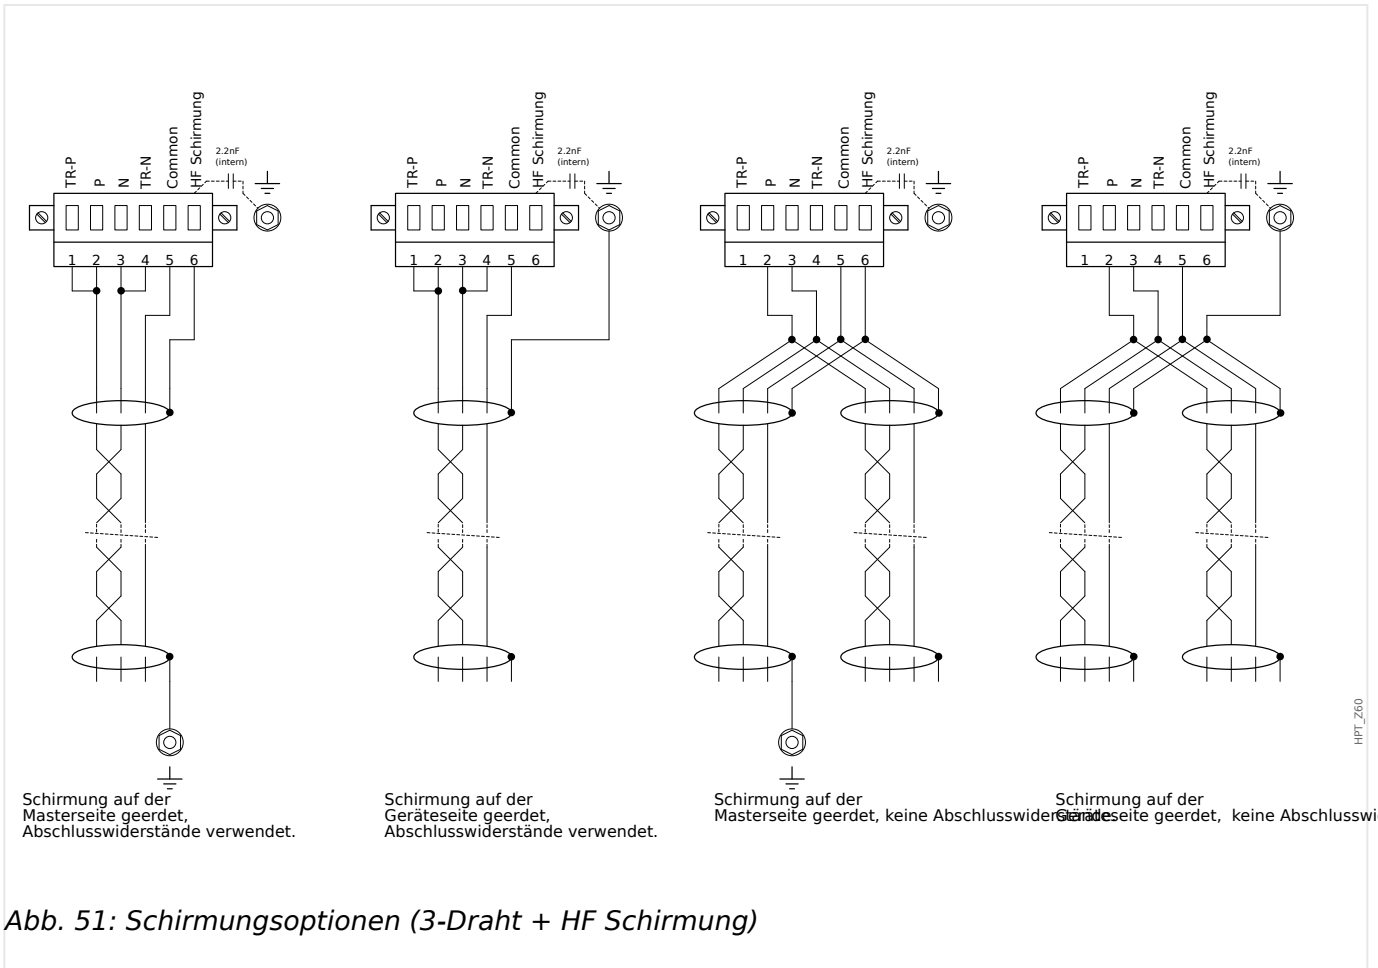 TR-P
P
N
TR-N
Common
HF Schirmung
2.2nF
(intern)
1 2 3 4 5 6
TR-P
P
N
TR-N
Common
HF Schirmung
2.2nF
(intern)
1 2 3 4 5 6
TR-P
P
N
TR-N
Common
HF Schirmung
2.2nF
(intern)
1 2 3 4 5 6
TR-P
P
N
TR-N
Common
HF Schirmung
2.2nF
(intern)
1 2 3 4 5 6
HPT_Z60
Schirmung auf der
Masterseite geerdet,
Abschlusswiderstände verwendet.
Schirmung auf der
Geräteseite geerdet,
Abschlusswiderstände verwendet.
Schirmung auf der
Masterseite geerdet, keine Abschlusswiderstände.
Schirmung auf der
Geräteseite geerdet, keine Abschlusswi
Abb. 51: Schirmungsoptionen (3-Draht + HF Schirmung)